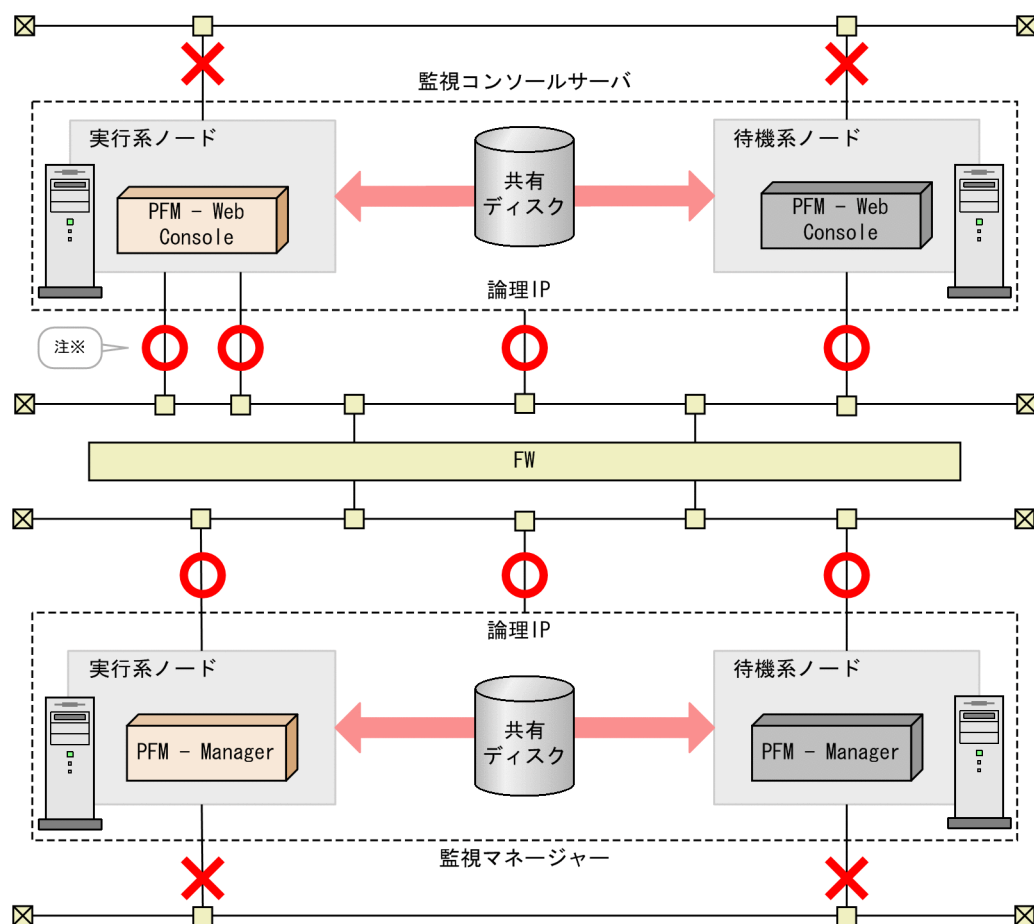 監視コンソールサーバ
実行系ノード
待機系ノード
共有
ディスク
PFM - Web
Console
PFM - Web
Console
論理IP
注※
FW
論理IP
実行系ノード
待機系ノード
共有
ディスク
PFM - Manager
PFM - Manager
監視マネージャー